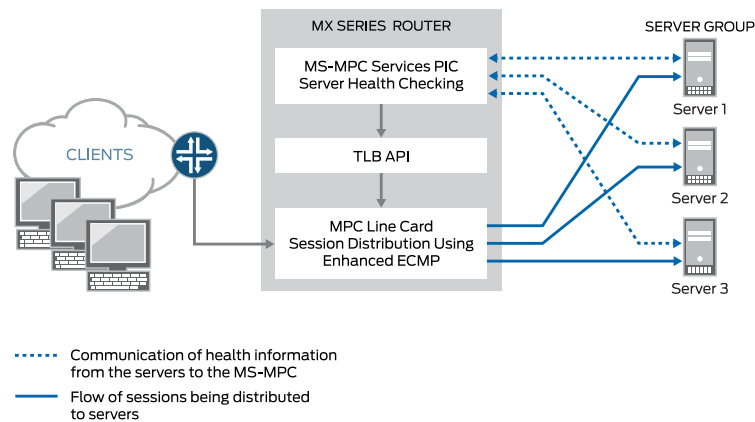 MX SERIES ROUTER
SERVER GROUP
MS-MPC Services PIC
Server Health Checking
Server 1
CLIENTS
TLB API
Server 2
MPC Line Card
Session Distribution Using
Enhanced ECMP
Server 3
Communication of health information
from the servers to the MS-MPC
Flow of sessions being distributed
to servers